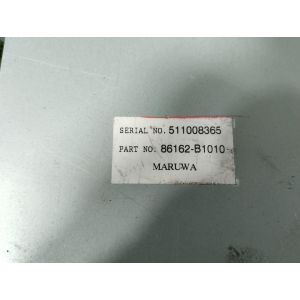 SERIAL NO. 511008365
PART NO. 86162-B1010-
MARUWA